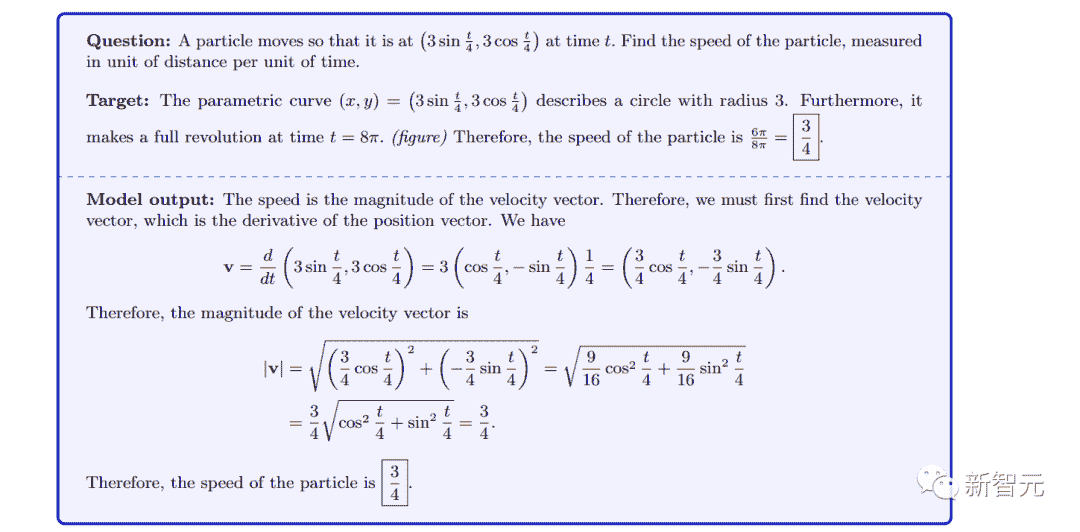 Question: A particle moves so that it is at (3 sin t/4, 3 cos t/4) at time t. Find the speed of the particle, measured
in unit of distance per unit of time.
Target: The parametric curve (x, y) = (3 sin t/4, 3 cos t/4) describes a circle with radius 3. Furthermore, it
makes a full revolution at time t = 8π. (figure) Therefore, the speed of the particle is 6π/8π = 3/4.
Model output: The speed is the magnitude of the velocity vector. Therefore, we must first find the velocity
vector, which is the derivative of the position vector. We have
v = d/dt (3 sin t/4, 3 cos t/4) = 3 (cos t/4, − sin t/4) 1/4 = (3/4 cos t/4, −3/4 sin t/4).
Therefore, the magnitude of the velocity vector is
|v| = √((3/4 cos t/4)² + (−3/4 sin t/4)²) = √(9/16 cos² t/4 + 9/16 sin² t/4)
= 3/4 √(cos² t/4 + sin² t/4) = 3/4.
Therefore, the speed of the particle is 3/4.
新智元